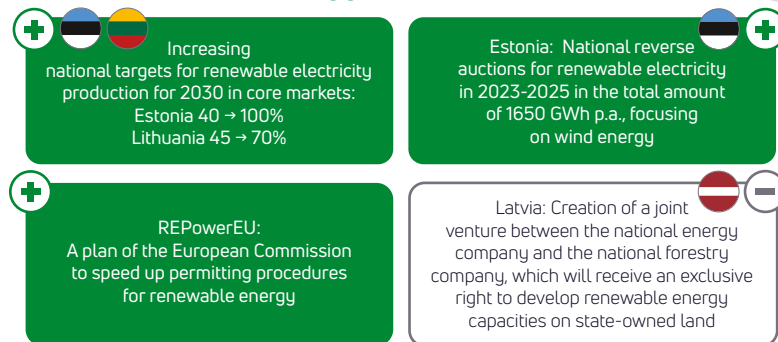 Increasing
national targets for renewable electricity
production for 2030 in core markets:
Estonia 40 → 100%
Lithuania 45 → 70%
Estonia: National reverse
auctions for renewable electricity
in 2023-2025 in the total amount
of 1650 GWh p.a., focusing
on wind energy
REPowerEU:
A plan of the European Commission
to speed up permitting procedures
for renewable energy
Latvia: Creation of a joint
venture between the national energy
company and the national forestry
company, which will receive an exclusive
right to develop renewable energy
capacities on state-owned land